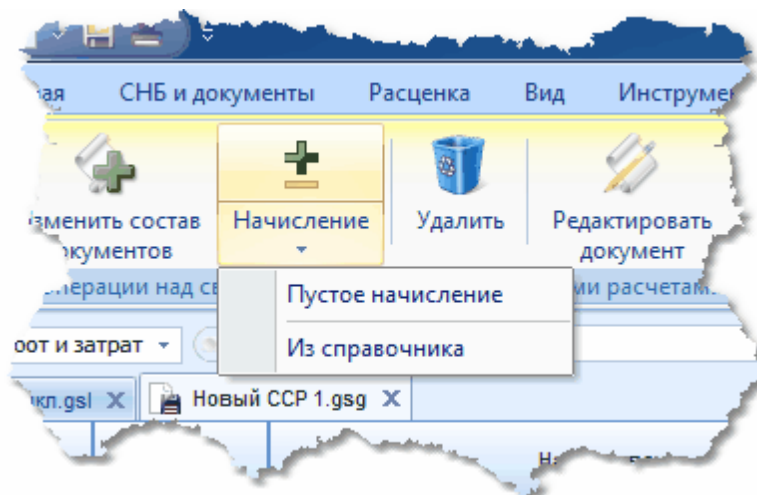 СНБ и документы Расценка Вид
Изменить состав документов
Начисление
Удалить
Редактировать документ
Пустое начисление
Из справочника
Новый ССР 1.gsg